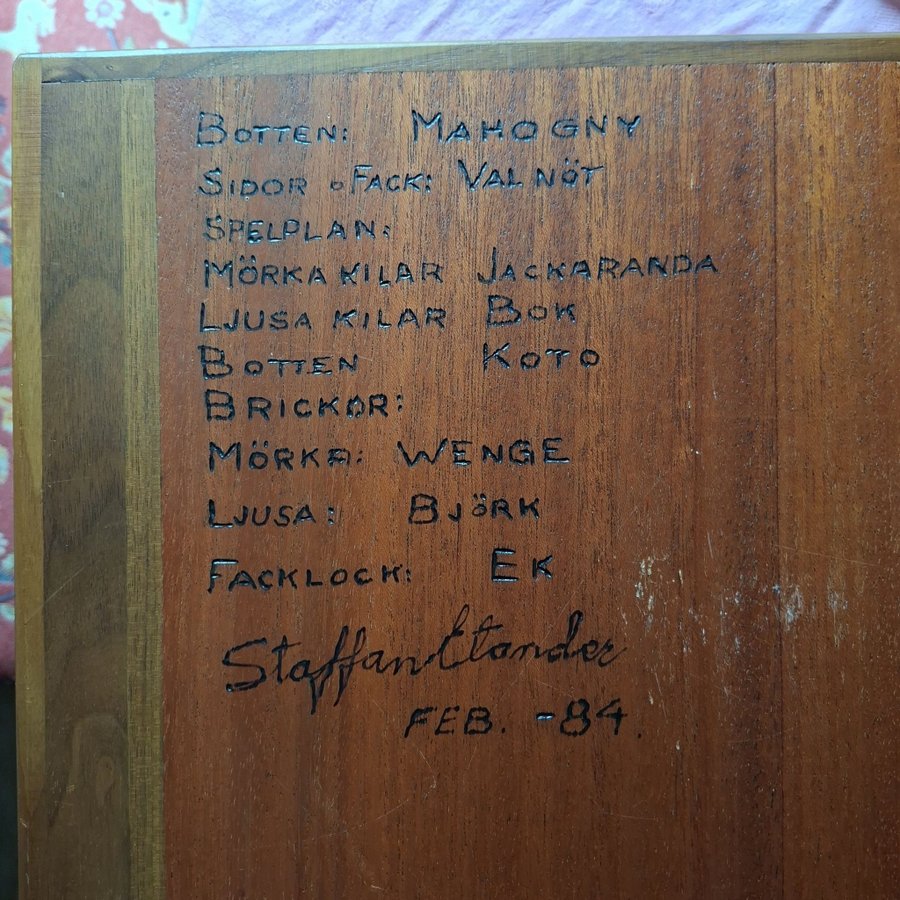 BOTTEN: MAHOGNY
SIDOR o FACK: VALNÖT
SPELPLAN:
MÖRKA KILAR JACKARANDA
LJUSA KILAR BOK
BOTTEN KOTO
BRICKOR:
MÖRKA: WENGE
LJUSA: BJÖRK
FACKLOCK: EK
Staffan
FEB. -84.